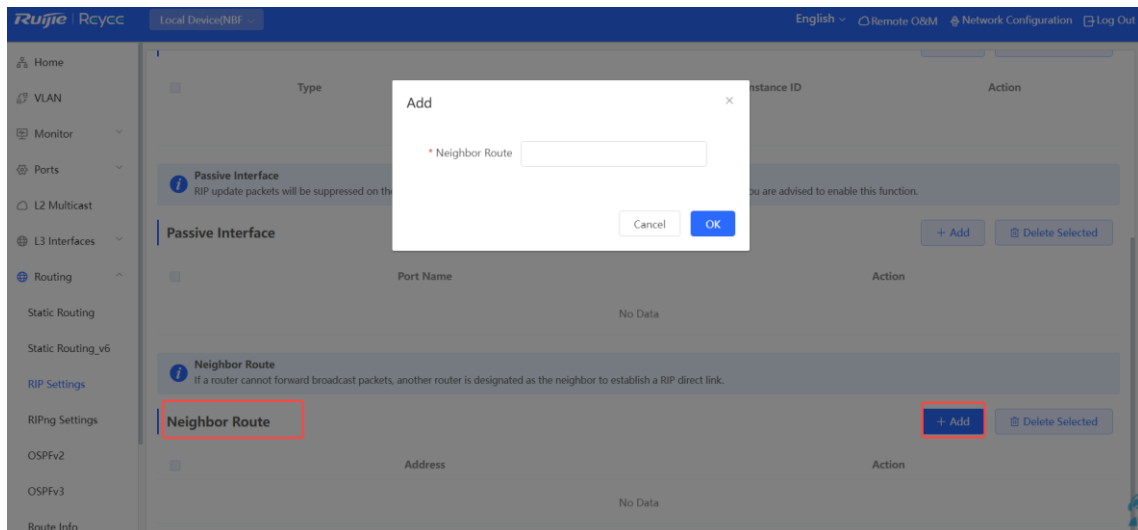 Ruijie | Rcycc Local Device(NBF English Remote O&M Network Configuration Log Out
Home
VLAN
Monitor
Ports
L2 Multicast
L3 Interfaces
Routing
Static Routing
Static Routing_v6
RIP Settings
RIPng Settings
OSPFv2
OSPFv3
Route Info
Type nstance ID Action
Add ×
* Neighbor Route
Cancel OK
Passive Interface
RIP update packets will be suppressed on th ou are advised to enable this function.
Passive Interface + Add Delete Selected
Port Name Action
No Data
Neighbor Route
If a router cannot forward broadcast packets, another router is designated as the neighbor to establish a RIP direct link.
Neighbor Route + Add Delete Selected
Address Action
No Data